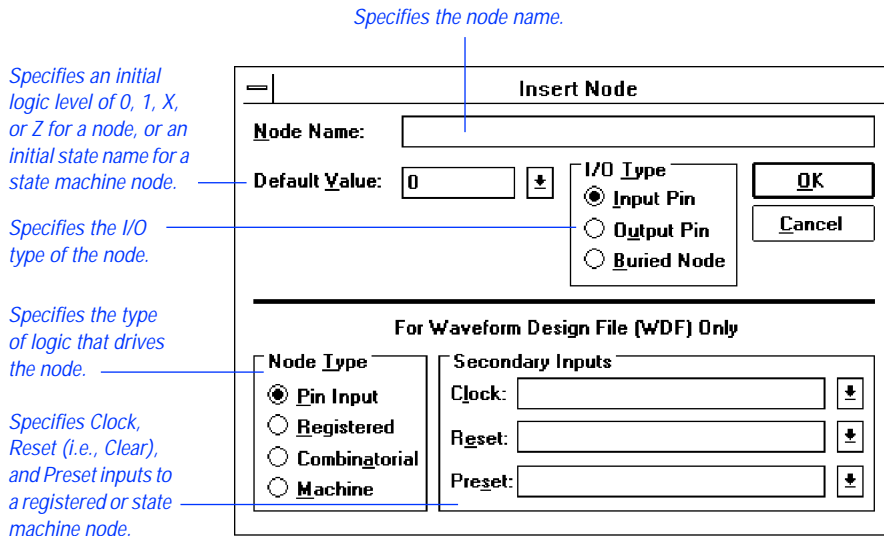 Specifies the node name.
Specifies an initial
logic level of 0, 1, X,
or Z for a node, or an
initial state name for a
state machine node.
Specifies the I/O
type of the node.
Specifies the type
of logic that drives
the node.
Specifies Clock,
Reset (i.e., Clear),
and Preset inputs to
a registered or state
machine node.
Insert Node
Node Name:
Default Value:
0
I/O Type
Input Pin
Output Pin
Buried Node
OK
Cancel
For Waveform Design File (WDF) Only
Node Type
Pin Input
Registered
Combinatorial
Machine
Secondary Inputs
Clock:
Reset:
Preset: